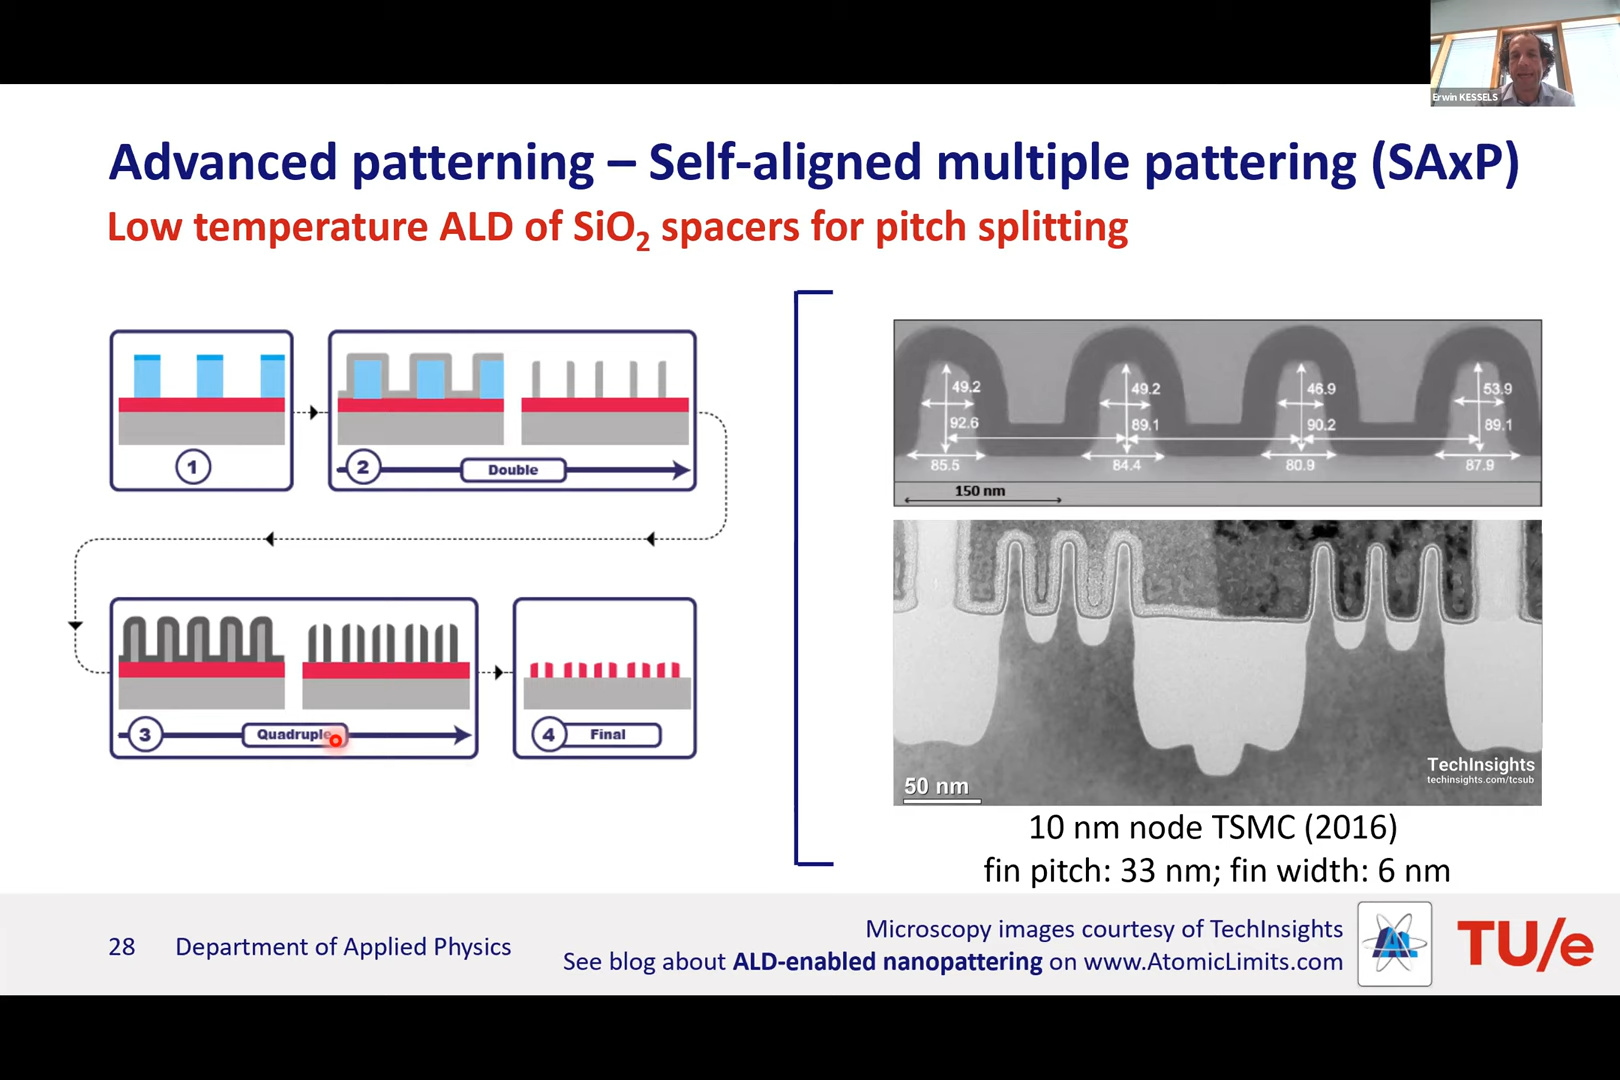 Erwin KESSELS
Advanced patterning – Self-aligned multiple pattering (SAxP)
Low temperature ALD of SiO2 spacers for pitch splitting
1
2
Double
3
Quadruple
4
Final
49.2
92.6
85.5
49.2
89.1
84.4
46.9
90.2
80.9
53.9
89.1
87.9
150 nm
TechInsights
techinsights.com/tcsub
50 nm
10 nm node TSMC (2016)
fin pitch: 33 nm; fin width: 6 nm
28
Department of Applied Physics
Microscopy images courtesy of TechInsights
See blog about ALD-enabled nanopattering on www.AtomicLimits.com
TU/e